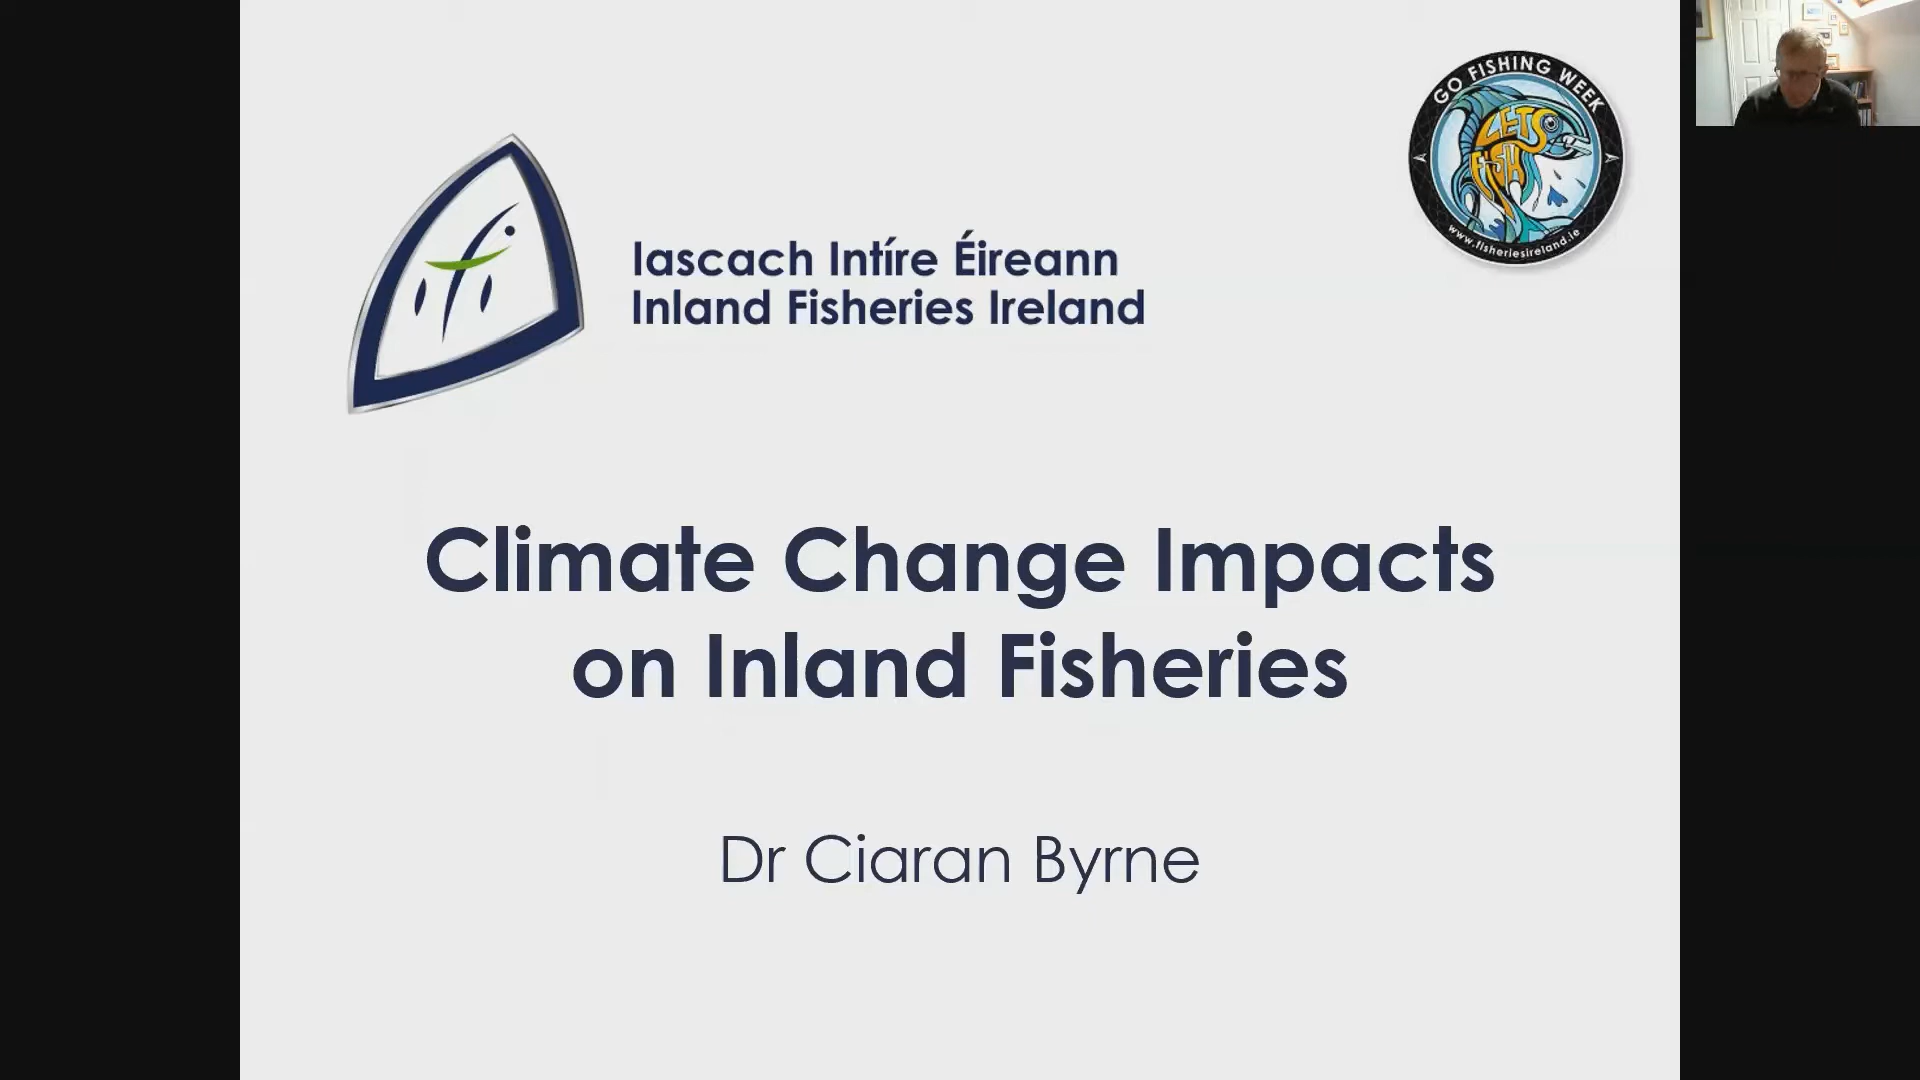 GO FISHING WEEK
LETS
FISH
www.fisheriesireland.ie
Iascach Intíre Éireann
Inland Fisheries Ireland
Climate Change Impacts
on Inland Fisheries
Dr Ciaran Byrne